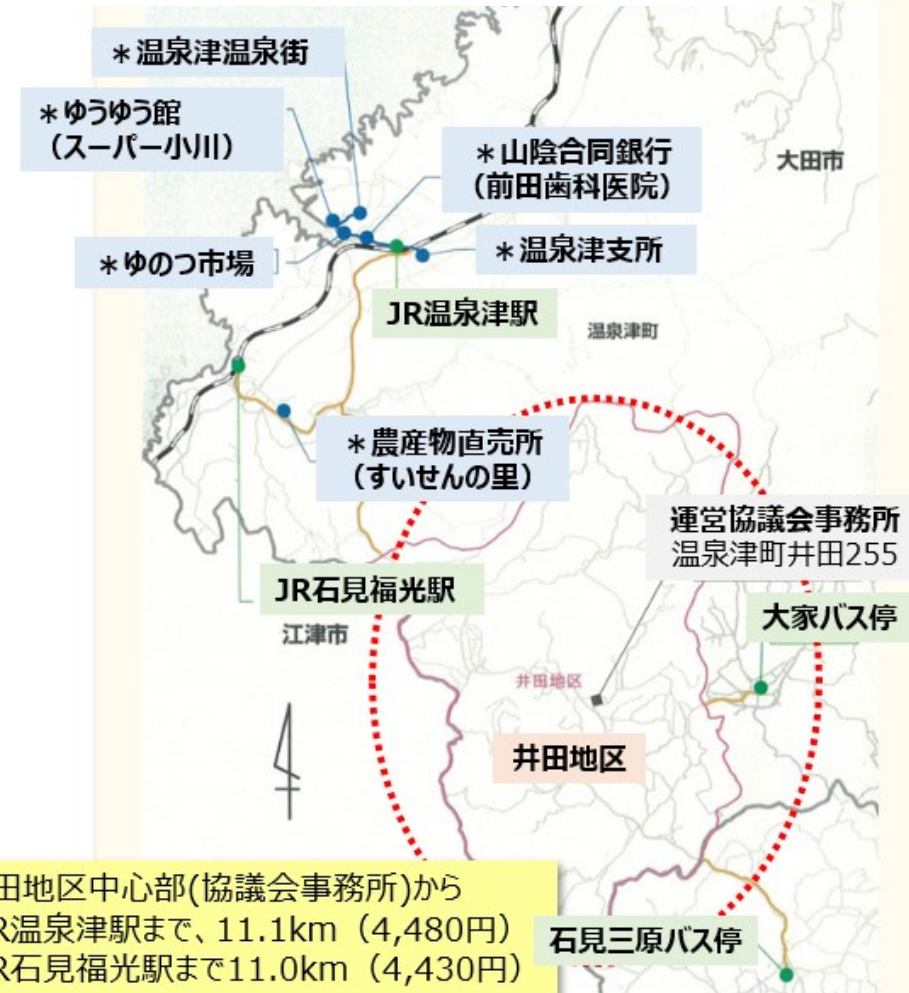 ＊温泉津温泉街
＊ゆうゆう館
（スーパー小川）
＊山陰合同銀行
（前田歯科医院）
大田市
＊ゆのつ市場
＊温泉津支所
JR温泉津駅
温泉津町
＊農産物直売所
（すいせんの里）
運営協議会事務所
温泉津町井田255
JR石見福光駅
大家バス停
江津市
井田地区
井田地区
田地区中心部(協議会事務所)から
R温泉津駅まで、11.1km（4,480円）
R石見福光駅まで11.0km（4,430円）
石見三原バス停